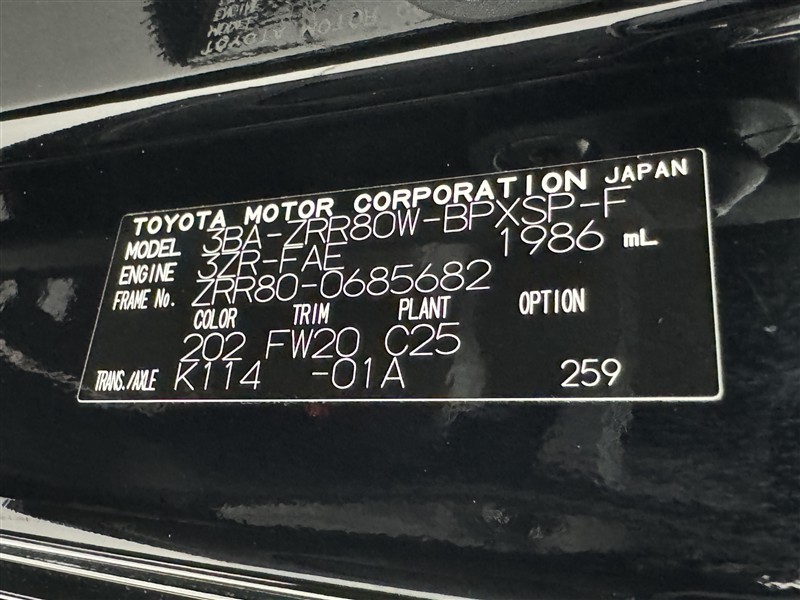 TOYOTA MOTOR CORPORATION JAPAN
MODEL 3BA-ZRR80W-BPXSP-F
ENGINE 3ZR-FAE 1986 mL
FRAME No. ZRR80-0685682
COLOR TRIM PLANT OPTION
202 FW20 C25
TRANS./AXLE K114 -01A 259